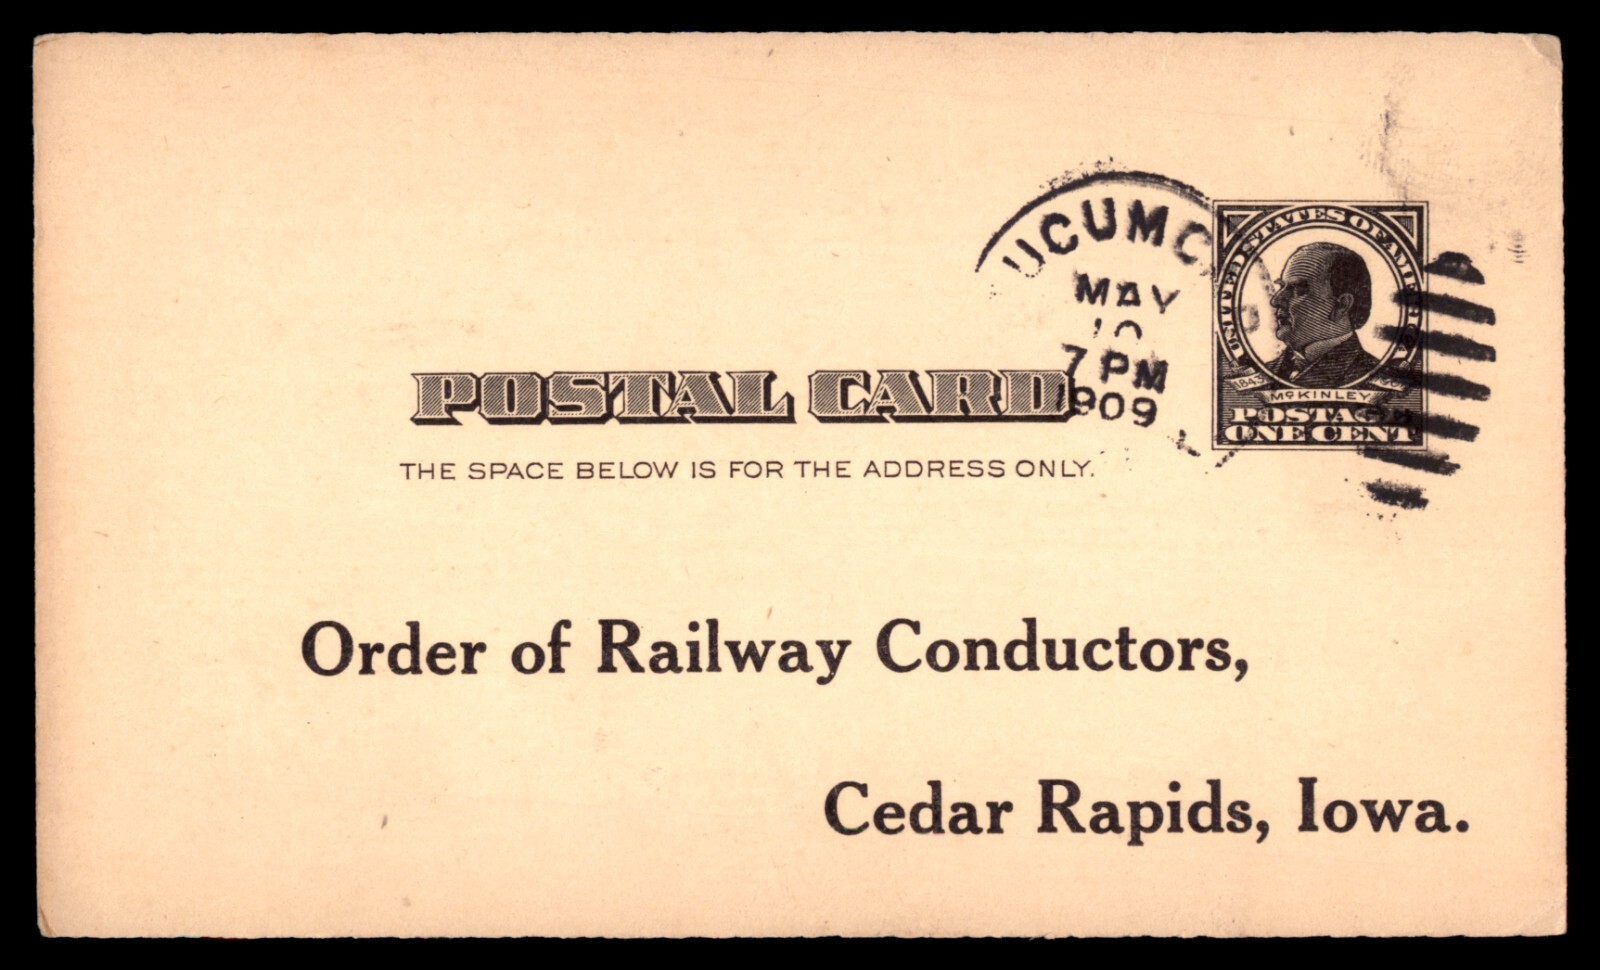 UCUMC
MAY
10
7 PM
1909
UNITED STATES OF AMERICA
1843
McKINLEY
POSTAGE
ONE CENT
POSTAL CARD
THE SPACE BELOW IS FOR THE ADDRESS ONLY.
Order of Railway Conductors,
Cedar Rapids, Iowa.